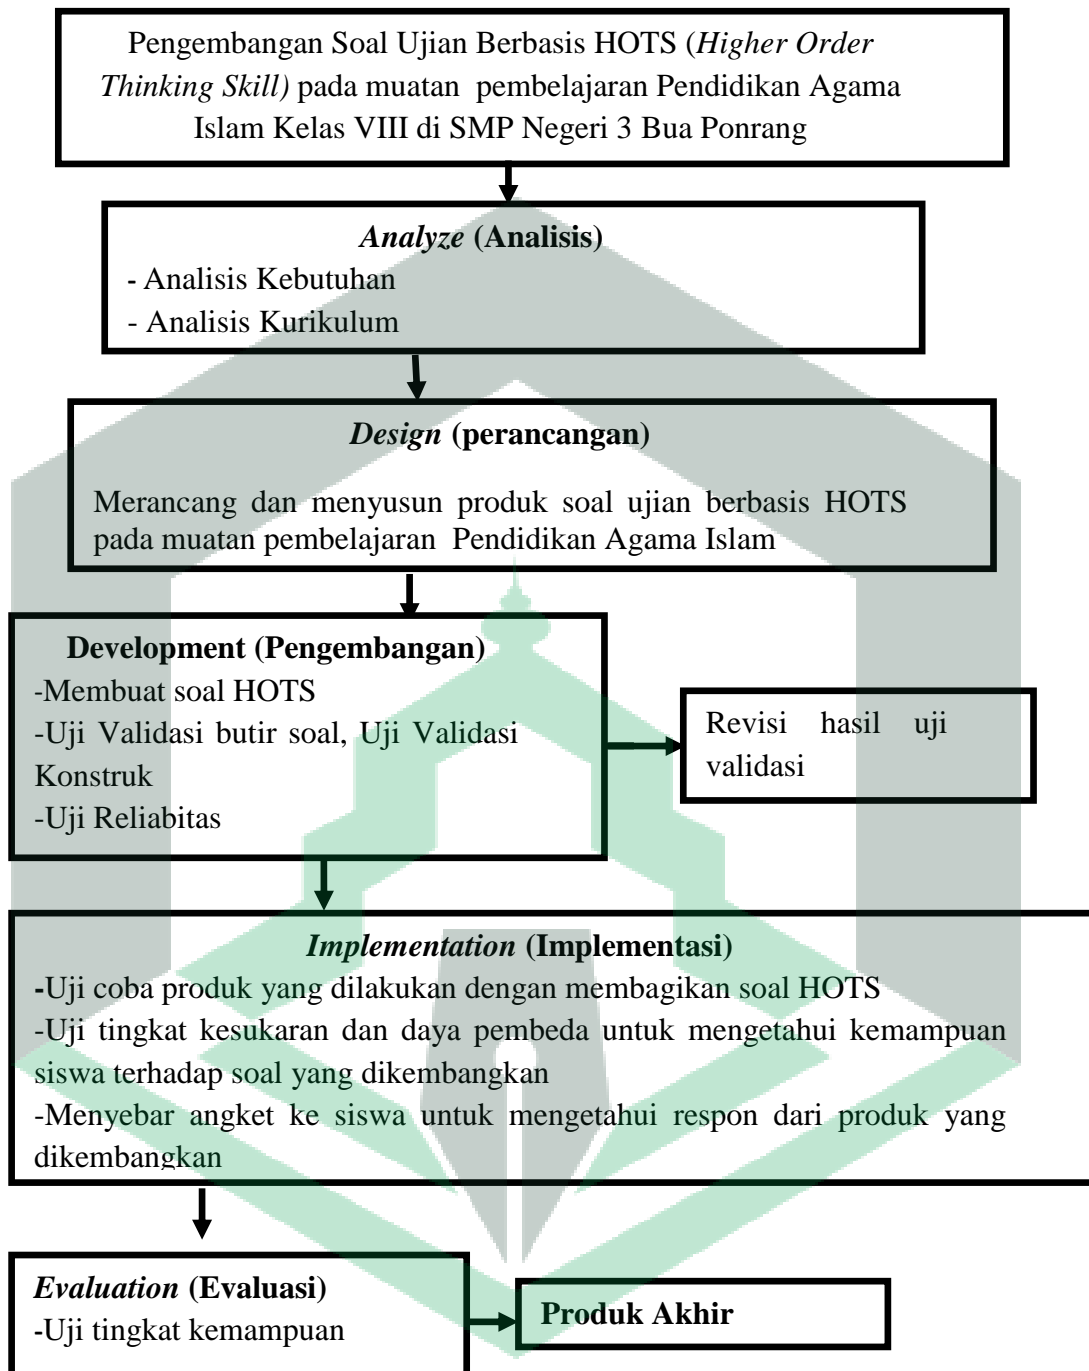 Pengembangan Soal Ujian Berbasis HOTS (Higher Order
Thinking Skill) pada muatan pembelajaran Pendidikan Agama
Islam Kelas VIII di SMP Negeri 3 Bua Ponrang
Analyze (Analisis)
- Analisis Kebutuhan
- Analisis Kurikulum
Design (perancangan)
Merancang dan menyusun produk soal ujian berbasis HOTS
pada muatan pembelajaran Pendidikan Agama Islam
Development (Pengembangan)
-Membuat soal HOTS
-Uji Validasi butir soal, Uji Validasi
Konstruk
-Uji Reliabitas
Revisi hasil uji
validasi
Implementation (Implementasi)
-Uji coba produk yang dilakukan dengan membagikan soal HOTS
-Uji tingkat kesukaran dan daya pembeda untuk mengetahui kemampuan
siswa terhadap soal yang dikembangkan
-Menyebar angket ke siswa untuk mengetahui respon dari produk yang
dikembangkan
Evaluation (Evaluasi)
-Uji tingkat kemampuan
Produk Akhir